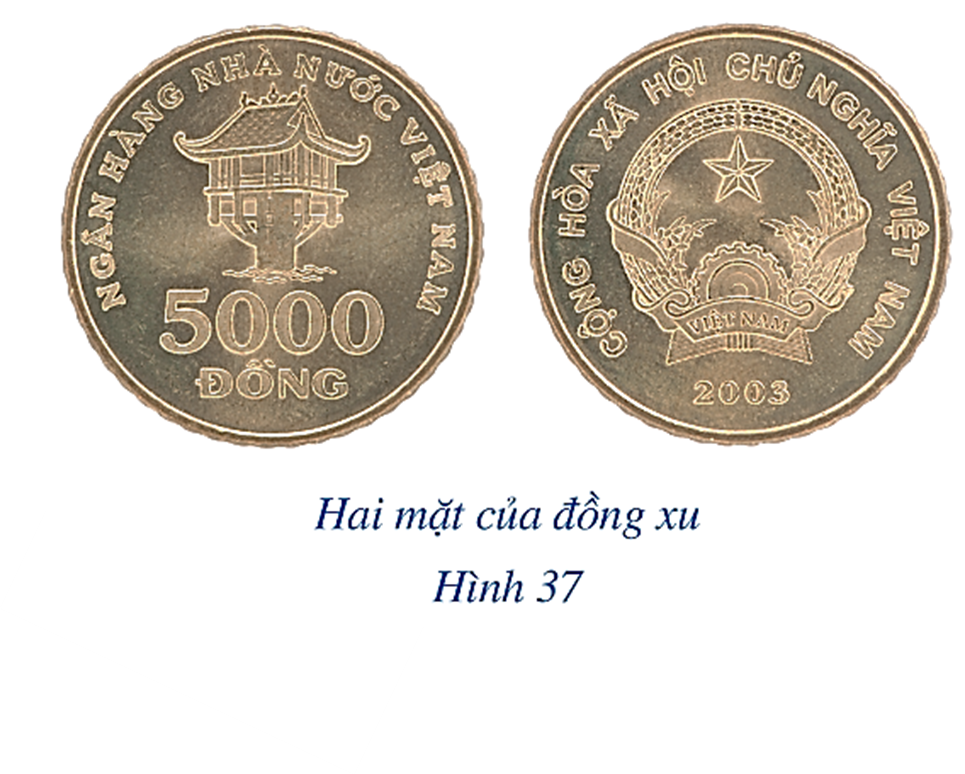 NGÂN HÀNG NHÀ NƯỚC VIỆT NAM
5000
ĐỒNG
CỘNG HÒA XÃ HỘI CHỦ NGHĨA VIỆT NAM
VIỆT NAM
2003
Hai mặt của đồng xu
Hình 37